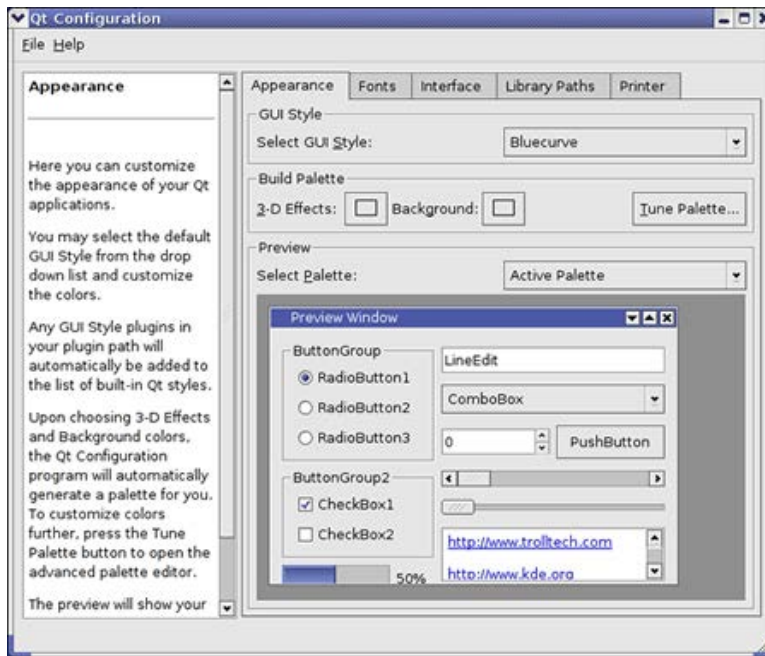 Qt Configuration
File Help
Appearance
Here you can customize
the appearance of your Qt
applications.
You may select the default
GUI Style from the drop
down list and customize
the colors.
Any GUI Style plugins in
your plugin path will
automatically be added to
the list of built-in Qt styles.
Upon choosing 3-D Effects
and Background colors,
the Qt Configuration
program will automatically
generate a palette for you.
To customize colors
further, press the Tune
Palette button to open the
advanced palette editor.
The preview will show your
Appearance Fonts Interface Library Paths Printer
GUI Style
Select GUI Style: Bluecurve
Build Palette
3-D Effects: Background: Tune Palette...
Preview
Select Palette: Active Palette
Preview Window
ButtonGroup
RadioButton1
RadioButton2
RadioButton3
ButtonGroup2
CheckBox1
CheckBox2
50%
LineEdit
ComboBox
0 PushButton
http://www.trolltech.com
http://www.kde.org